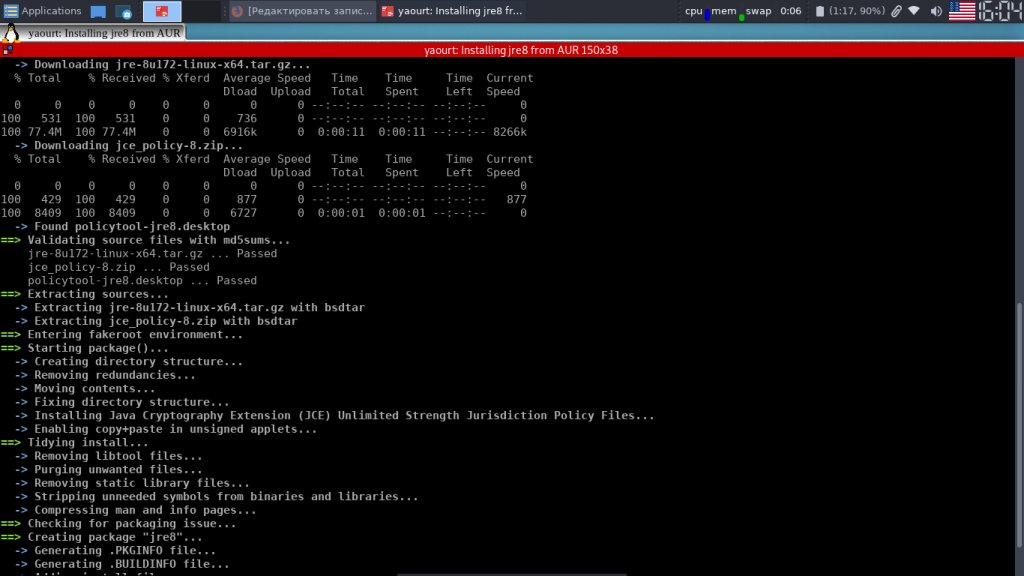 Applications [Редактировать запис... yaourt: Installing jre8 fr... cpu mem swap 0:06 (1:17, 90%) 16:04
yaourt: Installing jre8 from AUR
yaourt: Installing jre8 from AUR 150x38
-> Downloading jre-8u172-linux-x64.tar.gz...
% Total % Received % Xferd Average Speed Time Time Time Current
Dload Upload Total Spent Left Speed
0 0 0 0 0 0 0 0 --:--:-- --:--:-- --:--:-- 0
100 531 100 531 0 0 736 0 --:--:-- --:--:-- --:--:-- 0
100 77.4M 100 77.4M 0 0 6916k 0 0:00:11 0:00:11 --:--:-- 8266k
-> Downloading jce_policy-8.zip...
% Total % Received % Xferd Average Speed Time Time Time Current
Dload Upload Total Spent Left Speed
0 0 0 0 0 0 0 0 --:--:-- --:--:-- --:--:-- 0
100 429 100 429 0 0 877 0 --:--:-- --:--:-- --:--:-- 877
100 8409 100 8409 0 0 6727 0 0:00:01 0:00:01 --:--:-- 0
-> Found policytool-jre8.desktop
==> Validating source files with md5sums...
jre-8u172-linux-x64.tar.gz ... Passed
jce_policy-8.zip ... Passed
policytool-jre8.desktop ... Passed
==> Extracting sources...
-> Extracting jre-8u172-linux-x64.tar.gz with bsdtar
-> Extracting jce_policy-8.zip with bsdtar
==> Entering fakeroot environment...
==> Starting package()...
-> Creating directory structure...
-> Removing redundancies...
-> Moving contents...
-> Fixing directory structure...
-> Installing Java Cryptography Extension (JCE) Unlimited Strength Jurisdiction Policy Files...
-> Enabling copy+paste in unsigned applets...
==> Tidying install...
-> Removing libtool files...
-> Purging unwanted files...
-> Removing static library files...
-> Stripping unneeded symbols from binaries and libraries...
-> Compressing man and info pages...
==> Checking for packaging issue...
==> Creating package "jre8"...
-> Generating .PKGINFO file...
-> Generating .BUILDINFO file...